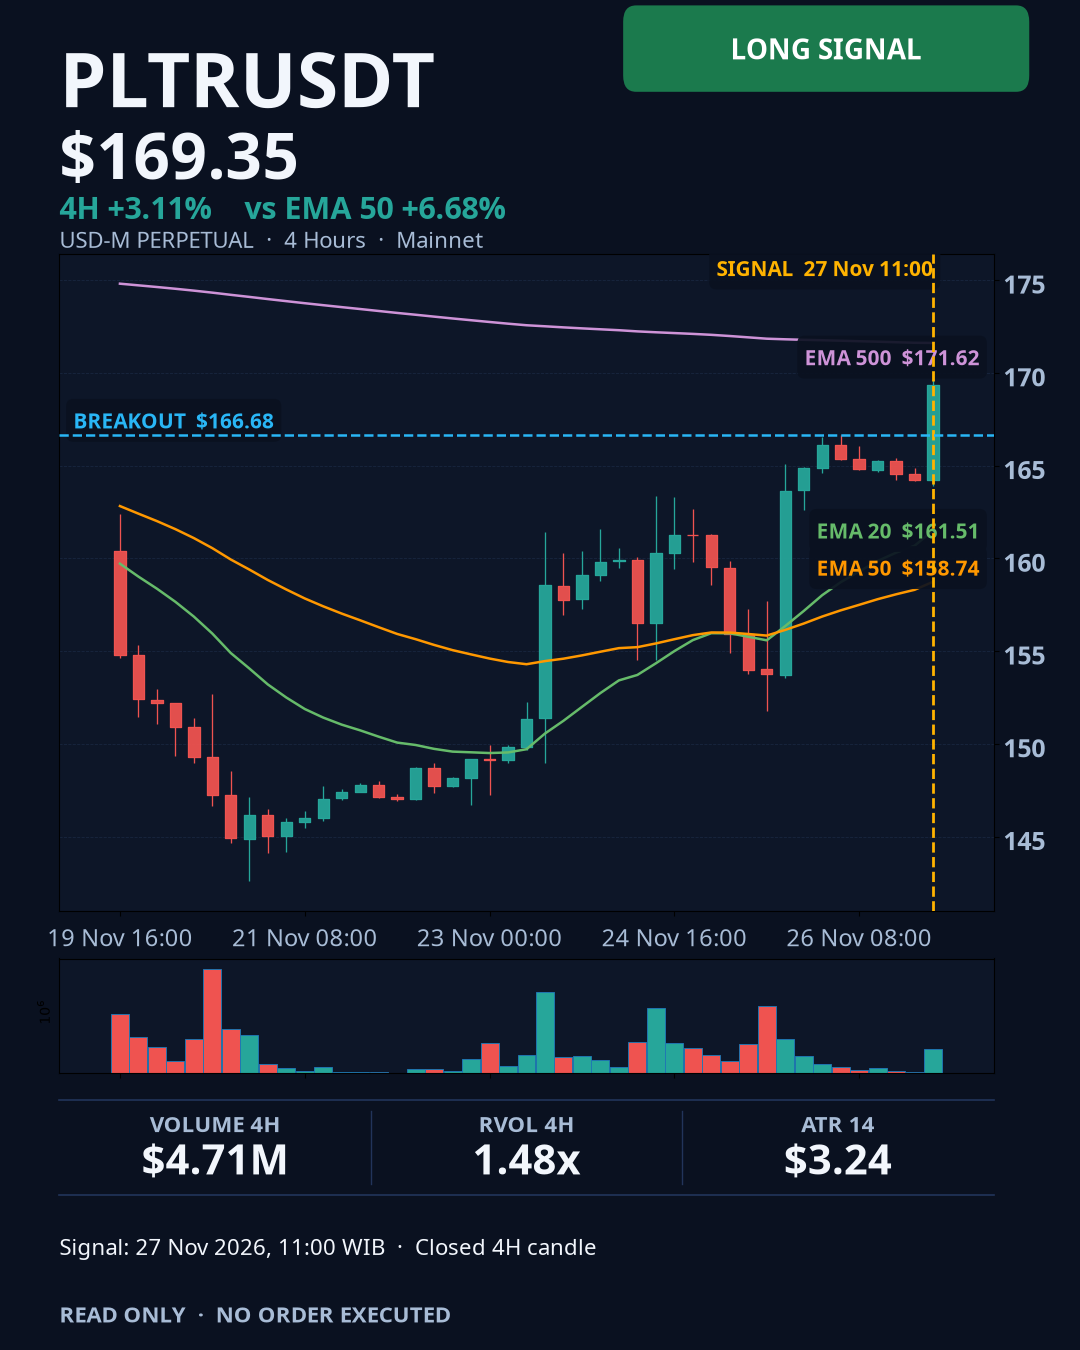 LONG SIGNAL
PLTRUSDT
$169.35
4H +3.11% vs EMA 50 +6.68%
USD-M PERPETUAL · 4 Hours · Mainnet
SIGNAL 27 Nov 11:00
175
EMA 500 $171.62
170
BREAKOUT $166.68
165
EMA 20 $161.51
160
EMA 50 $158.74
155
150
145
19 Nov 16:00 21 Nov 08:00 23 Nov 00:00 24 Nov 16:00 26 Nov 08:00
10⁶
VOLUME 4H RVOL 4H ATR 14
$4.71M 1.48x $3.24
Signal: 27 Nov 2026, 11:00 WIB · Closed 4H candle
READ ONLY · NO ORDER EXECUTED